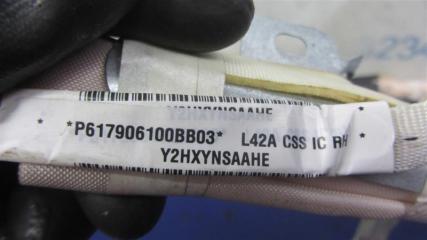 Y2HXYNSAAHE
*P617906100BB03* L42A CSS IC RH *
Y2HXYNSAAHE